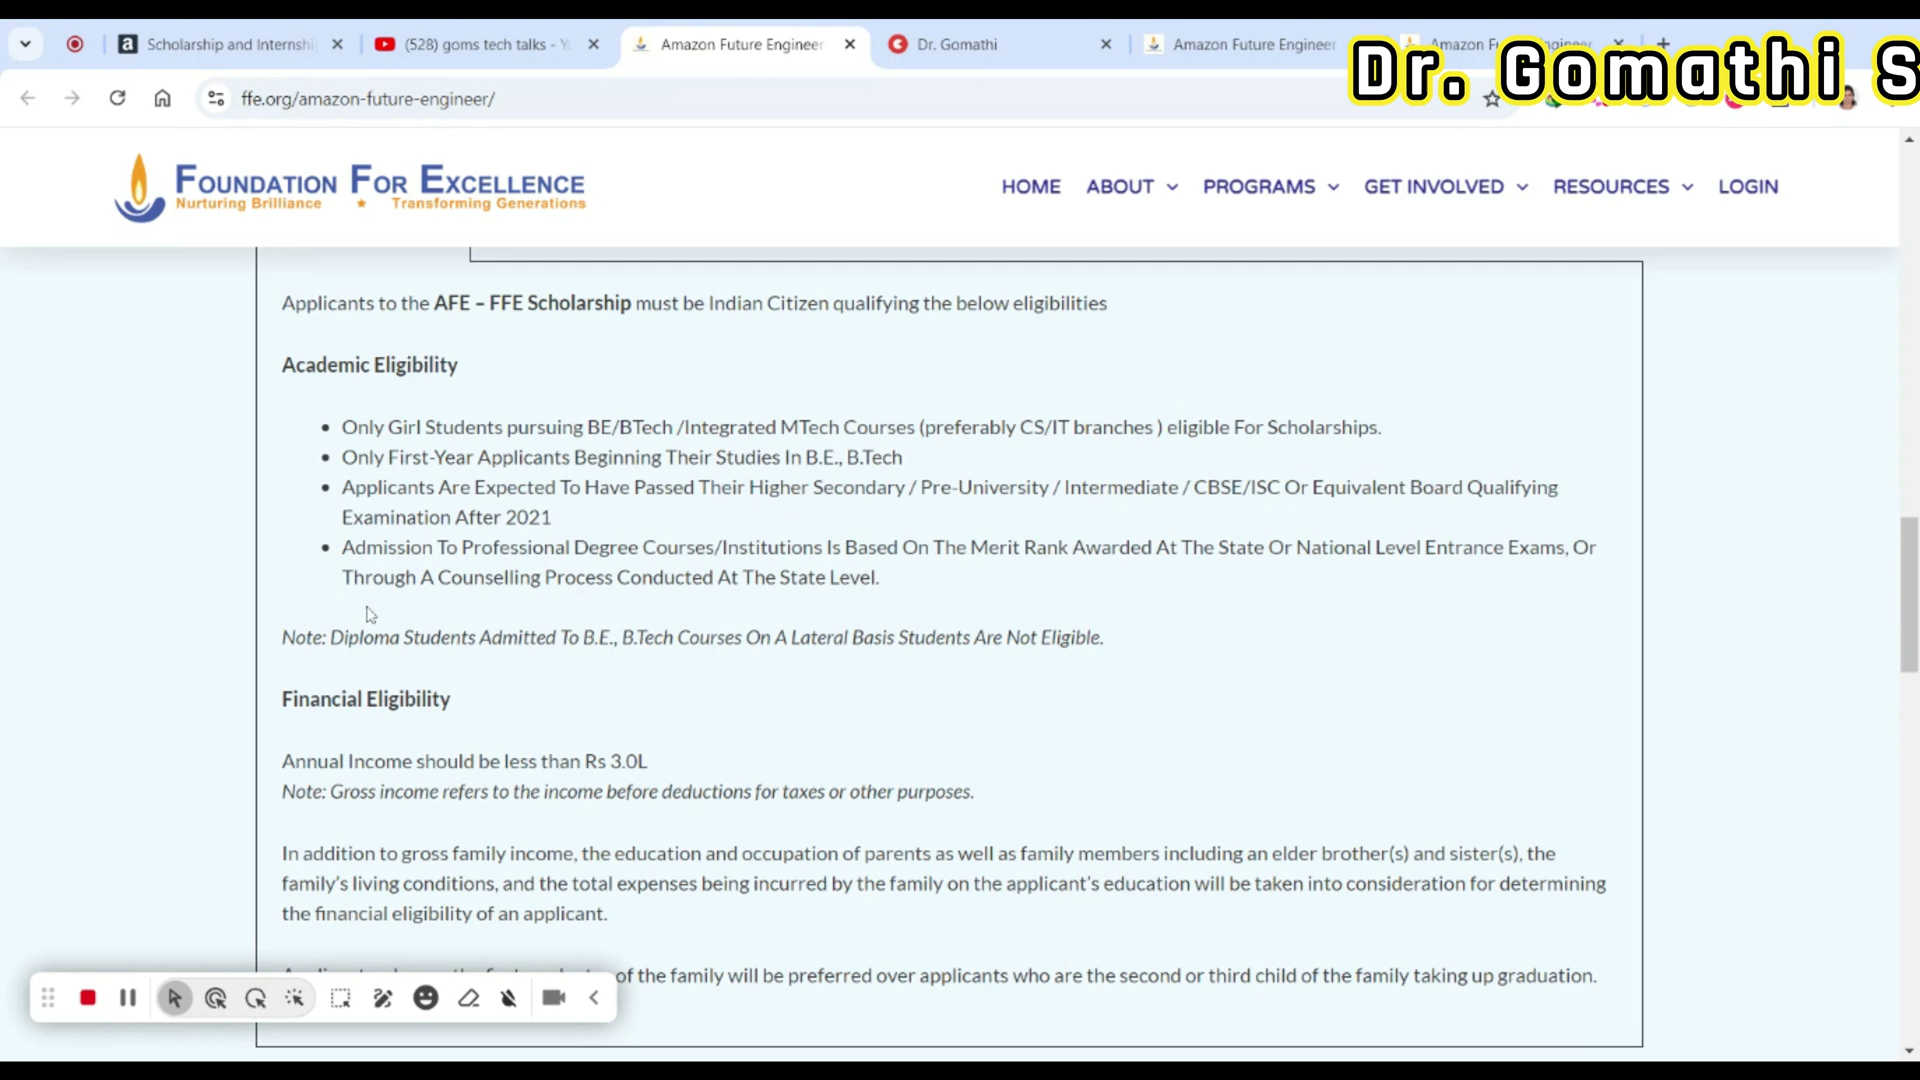 Scholarship and Internshi
(528) goms tech talks - Yo
Amazon Future Engineer
Dr. Gomathi
Amazon Future Engineer
Dr. Gomathi S
ffe.org/amazon-future-engineer/
FOUNDATION FOR EXCELLENCE
Nurturing Brilliance ★ Transforming Generations
HOME ABOUT PROGRAMS GET INVOLVED RESOURCES LOGIN
Applicants to the AFE – FFE Scholarship must be Indian Citizen qualifying the below eligibilities
Academic Eligibility
• Only Girl Students pursuing BE/BTech /Integrated MTech Courses (preferably CS/IT branches ) eligible For Scholarships.
• Only First-Year Applicants Beginning Their Studies In B.E., B.Tech
• Applicants Are Expected To Have Passed Their Higher Secondary / Pre-University / Intermediate / CBSE/ISC Or Equivalent Board Qualifying
Examination After 2021
• Admission To Professional Degree Courses/Institutions Is Based On The Merit Rank Awarded At The State Or National Level Entrance Exams, Or
Through A Counselling Process Conducted At The State Level.
Note: Diploma Students Admitted To B.E., B.Tech Courses On A Lateral Basis Students Are Not Eligible.
Financial Eligibility
Annual Income should be less than Rs 3.0L
Note: Gross income refers to the income before deductions for taxes or other purposes.
In addition to gross family income, the education and occupation of parents as well as family members including an elder brother(s) and sister(s), the
family's living conditions, and the total expenses being incurred by the family on the applicant's education will be taken into consideration for determining
the financial eligibility of an applicant.
of the family will be preferred over applicants who are the second or third child of the family taking up graduation.